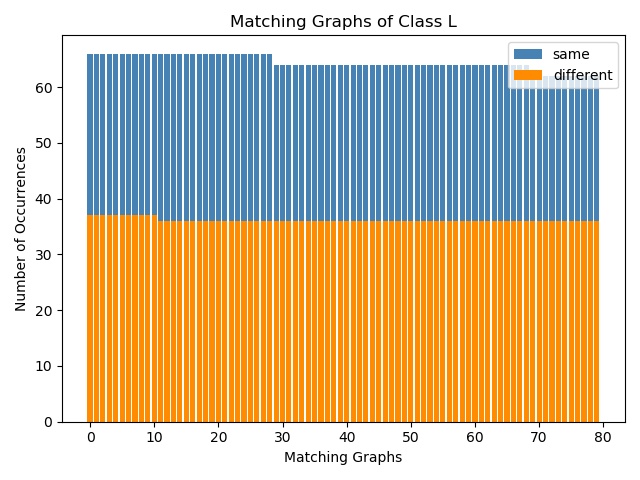 Matching Graphs of Class L
same
different
Number of Occurrences
60
50
40
30
20
10
0
0 10 20 30 40 50 60 70 80
Matching Graphs